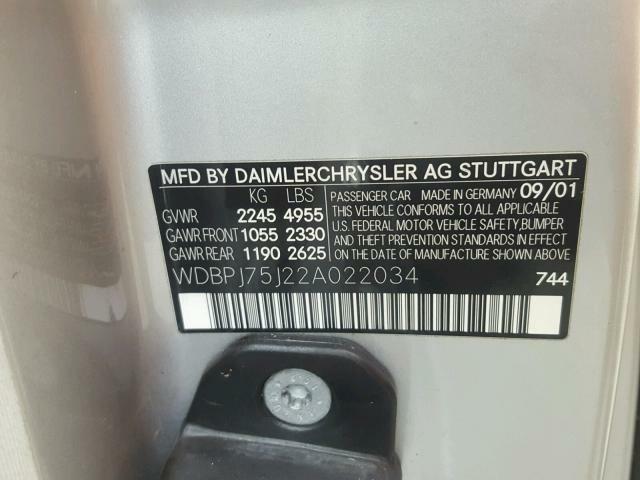 MFD BY DAIMLERCHRYSLER AG STUTTGART
KG LBS
GVWR 2245 4955
GAWR FRONT 1055 2330
GAWR REAR 1190 2625
PASSENGER CAR MADE IN GERMANY 09/01
THIS VEHICLE CONFORMS TO ALL APPLICABLE
U.S. FEDERAL MOTOR VEHICLE SAFETY,BUMPER
AND THEFT PREVENTION STANDARDS IN EFFECT
ON THE DATE OF MANUFACTURE SHOWN ABOVE
WDBPJ75J22A022034
744